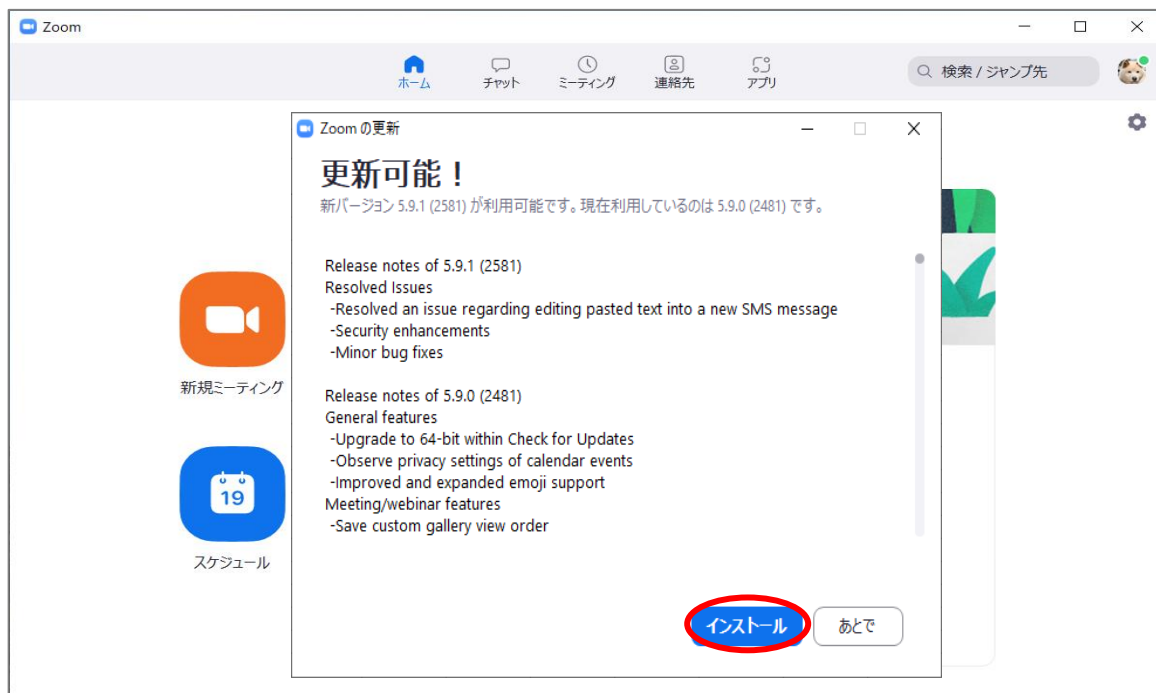 Zoom
ホーム
チャット
ミーティング
連絡先
アプリ
検索 / ジャンプ先
Zoom の更新
更新可能！
新バージョン 5.9.1 (2581) が利用可能です。現在利用しているのは 5.9.0 (2481) です。
Release notes of 5.9.1 (2581)
Resolved Issues
-Resolved an issue regarding editing pasted text into a new SMS message
-Security enhancements
-Minor bug fixes
Release notes of 5.9.0 (2481)
General features
-Upgrade to 64-bit within Check for Updates
-Observe privacy settings of calendar events
-Improved and expanded emoji support
Meeting/webinar features
-Save custom gallery view order
新規ミーティング
19
スケジュール
インストール
あとで